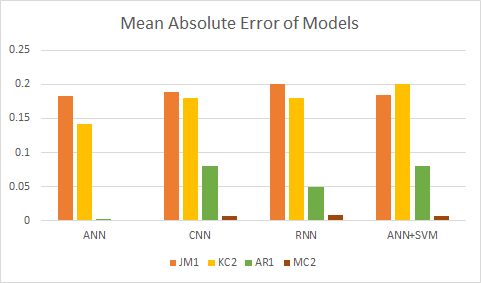 Mean Absolute Error of Models
0.25
0.2
0.15
0.1
0.05
0
ANN CNN RNN ANN+SVM
JM1 KC2 AR1 MC2